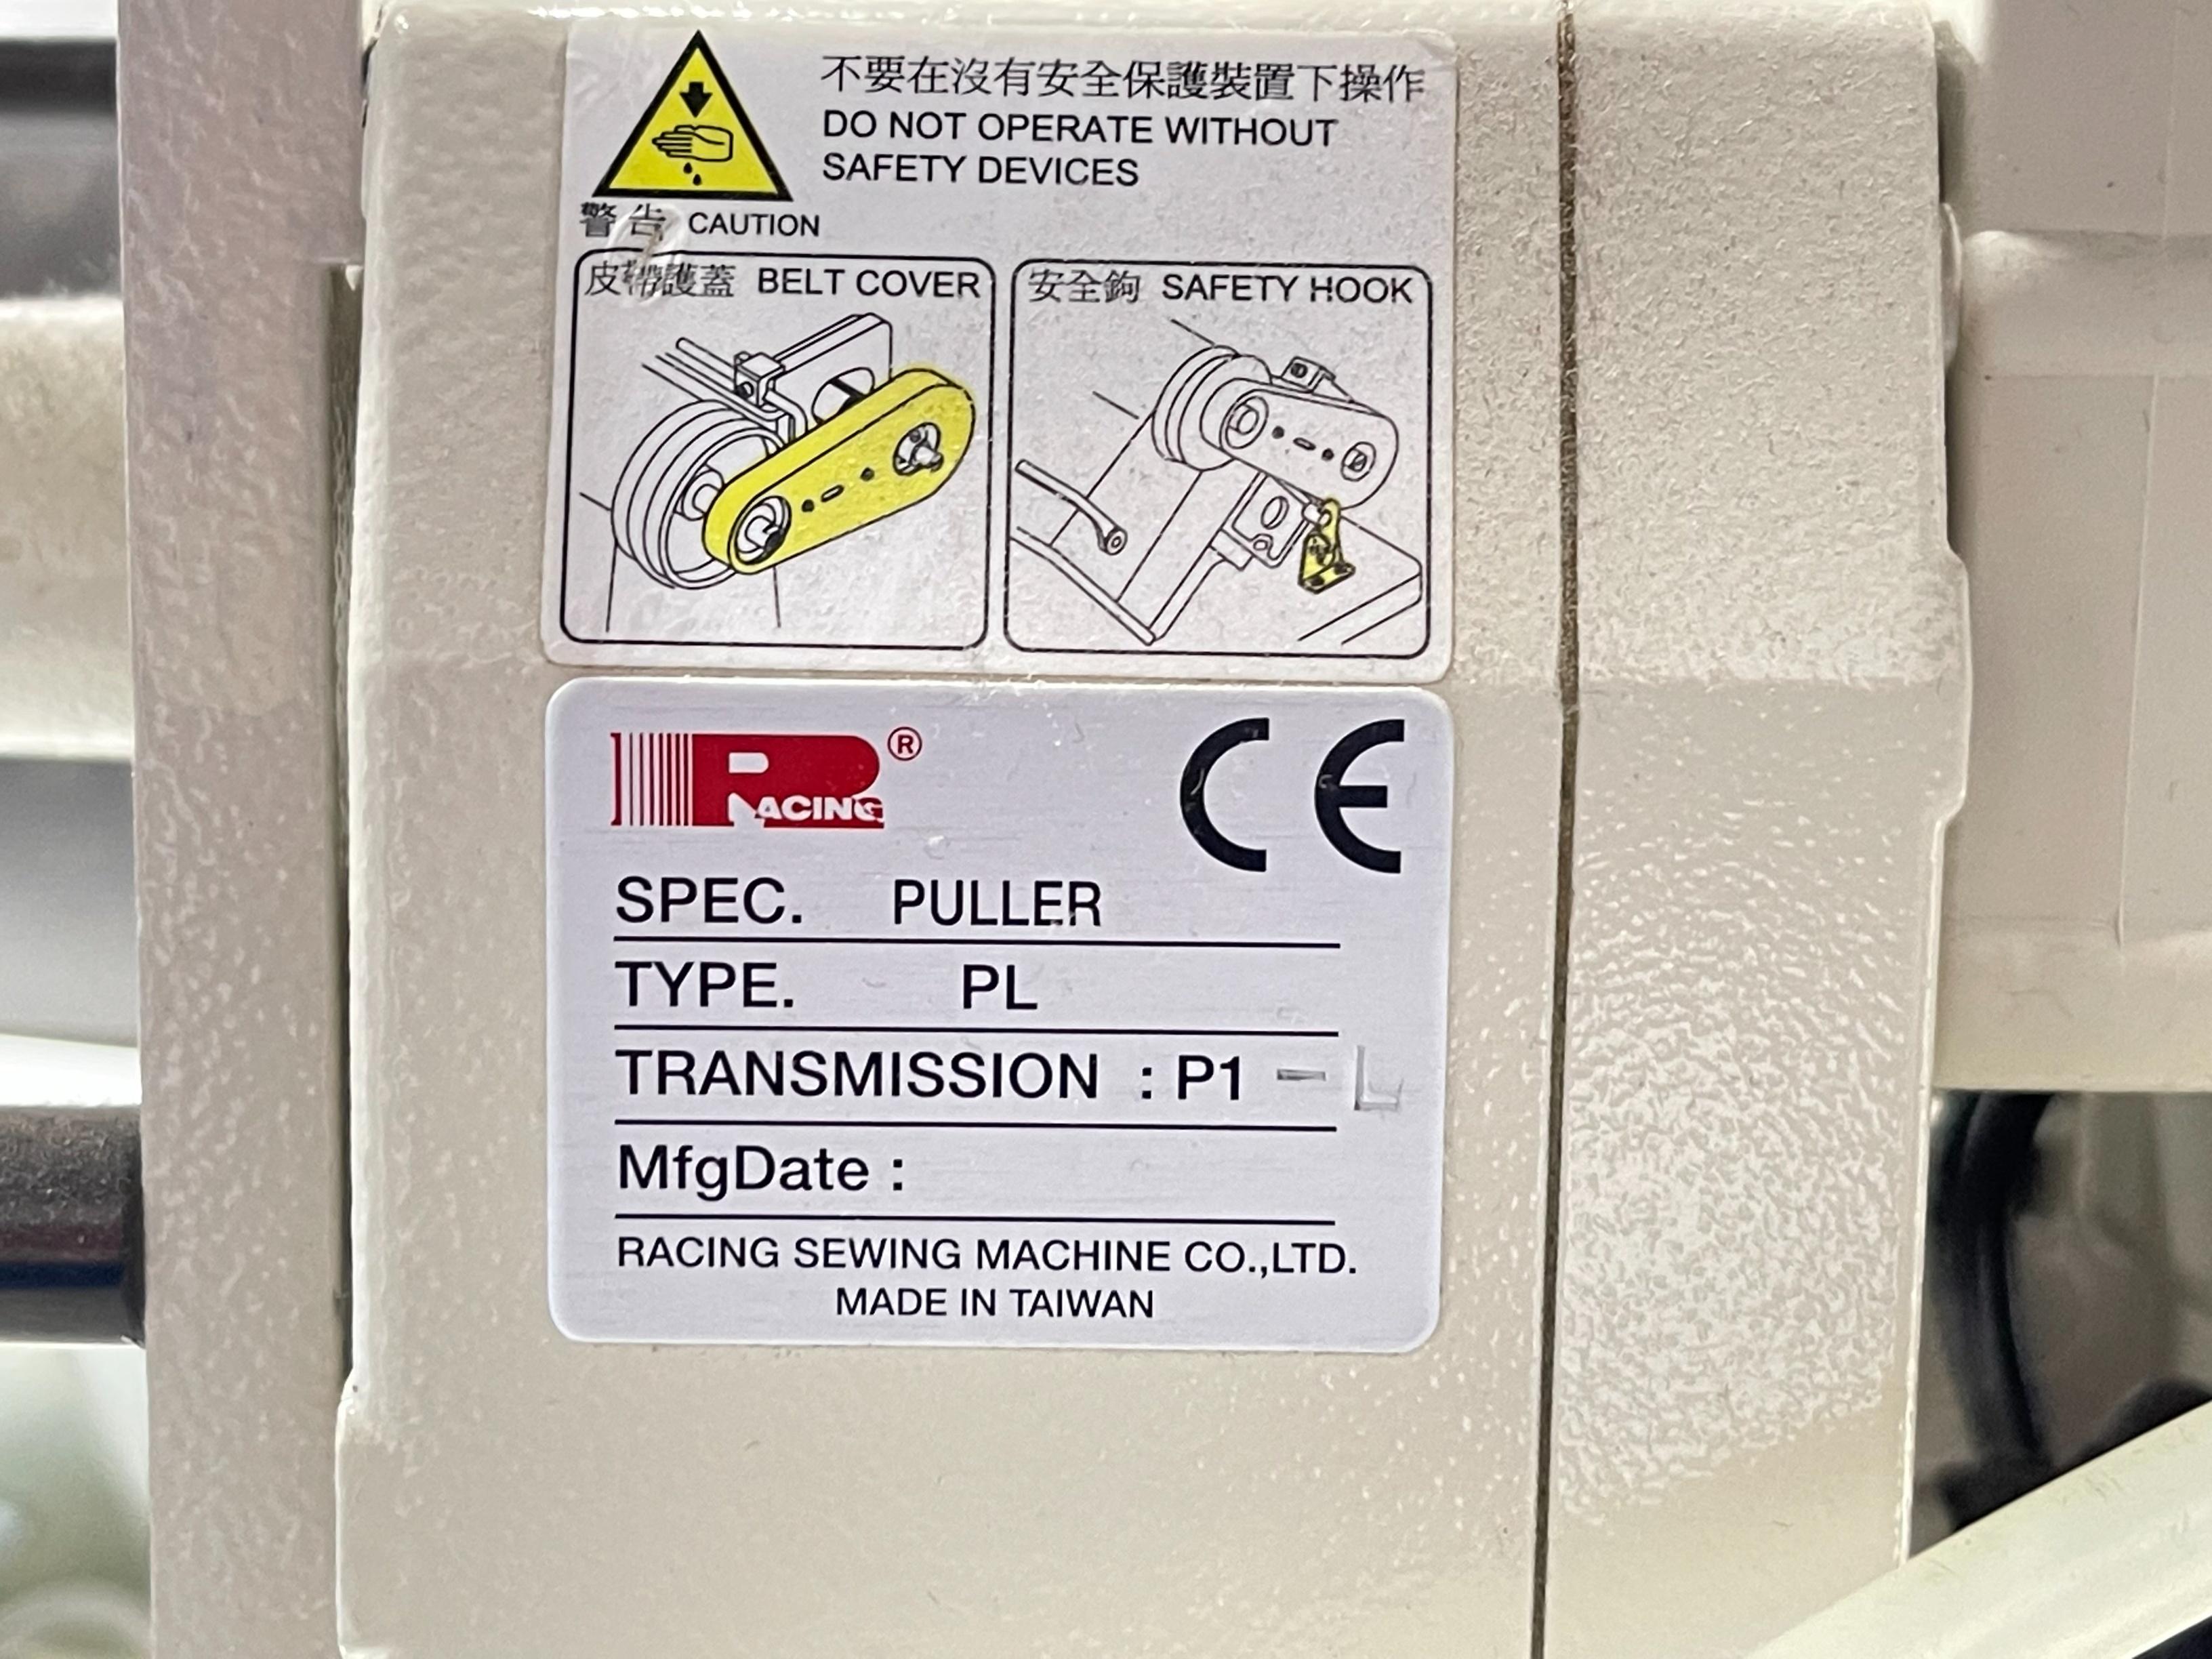 不要在沒有安全保護裝置下操作
DO NOT OPERATE WITHOUT
SAFETY DEVICES
警告 CAUTION
皮帶護蓋 BELT COVER
安全鉤 SAFETY HOOK
RACING®
CE
SPEC. PULLER
TYPE. PL
TRANSMISSION : P1 - L
MfgDate :
RACING SEWING MACHINE CO.,LTD.
MADE IN TAIWAN